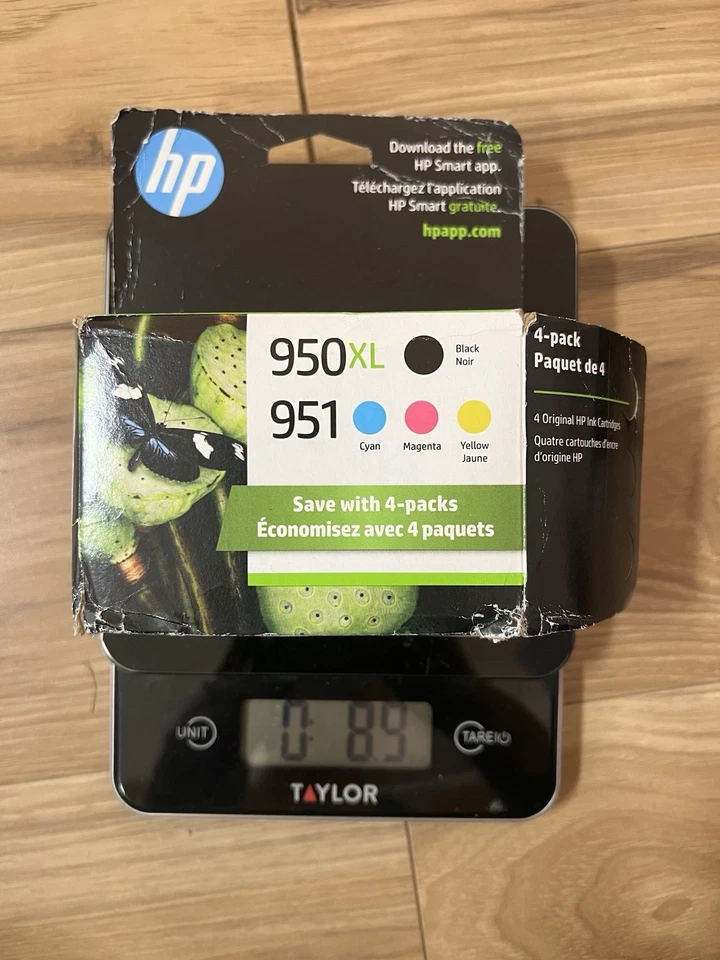 hp
Download the free
HP Smart app.
Téléchargez l'application
HP Smart gratuite.
hpapp.com
950XL
Black
Noir
951
Cyan
Magenta
Yellow
Jaune
Save with 4-packs
Économisez avec 4 paquets
4-pack
Paquet de 4
4 Original HP Ink Cartridges
Quatre cartouches d'encre
d'origine HP
UNIT
0: 8.9
TARE/⏻
TAYLOR